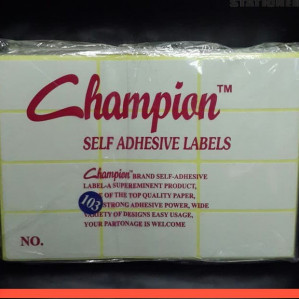 STATIONER
Champion™
SELF ADHESIVE LABELS
Champion BRAND SELF-ADHESIVE
LABEL-A SUPEREMINENT PRODUCT,
OF THE TOP QUALITY PAPER,
STRONG ADHESIVE POWER, WIDE
OF DESIGNS EASY USAGE,
YOUR PARTONAGE IS WELCOME
103
NO.